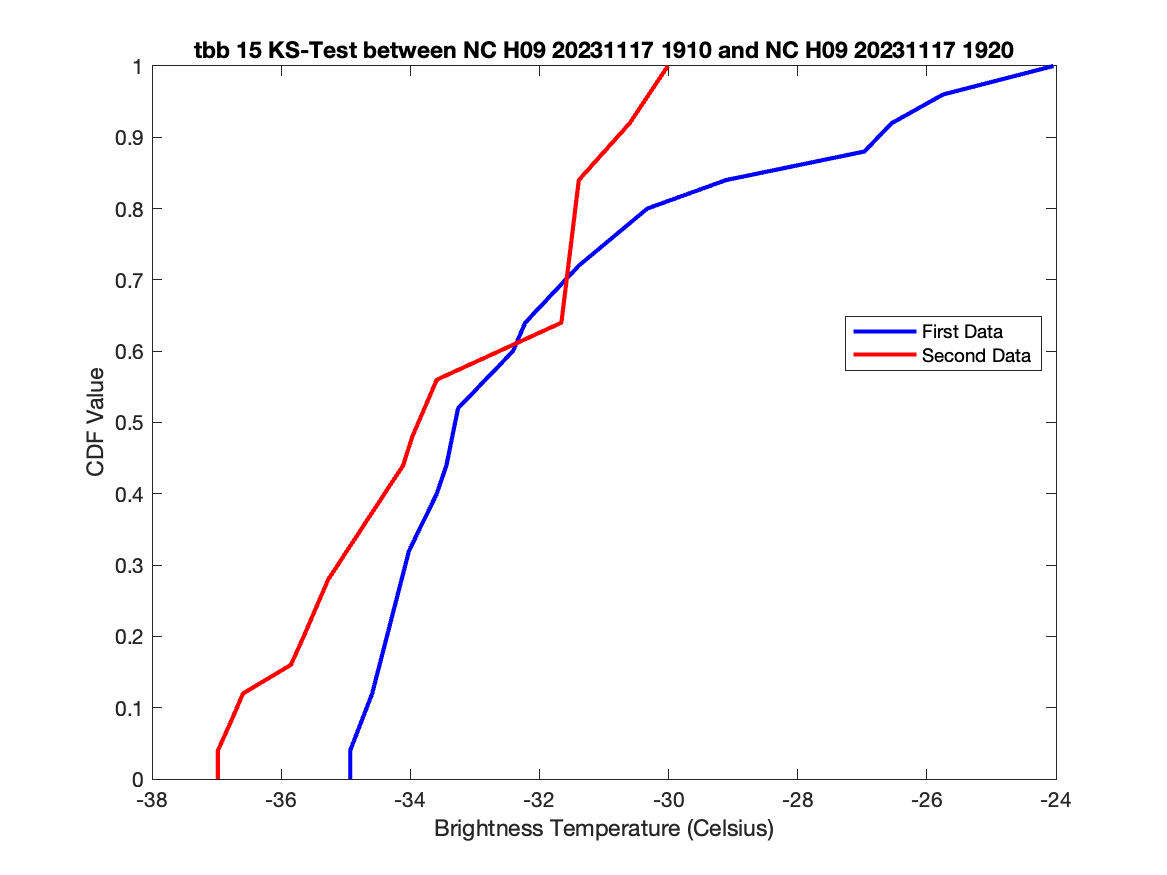 tbb 15 KS-Test between NC H09 20231117 1910 and NC H09 20231117 1920
1
0.9
0.8
0.7
0.6
0.5
0.4
0.3
0.2
0.1
0
CDF Value
First Data
Second Data
-38 -36 -34 -32 -30 -28 -26 -24
Brightness Temperature (Celsius)